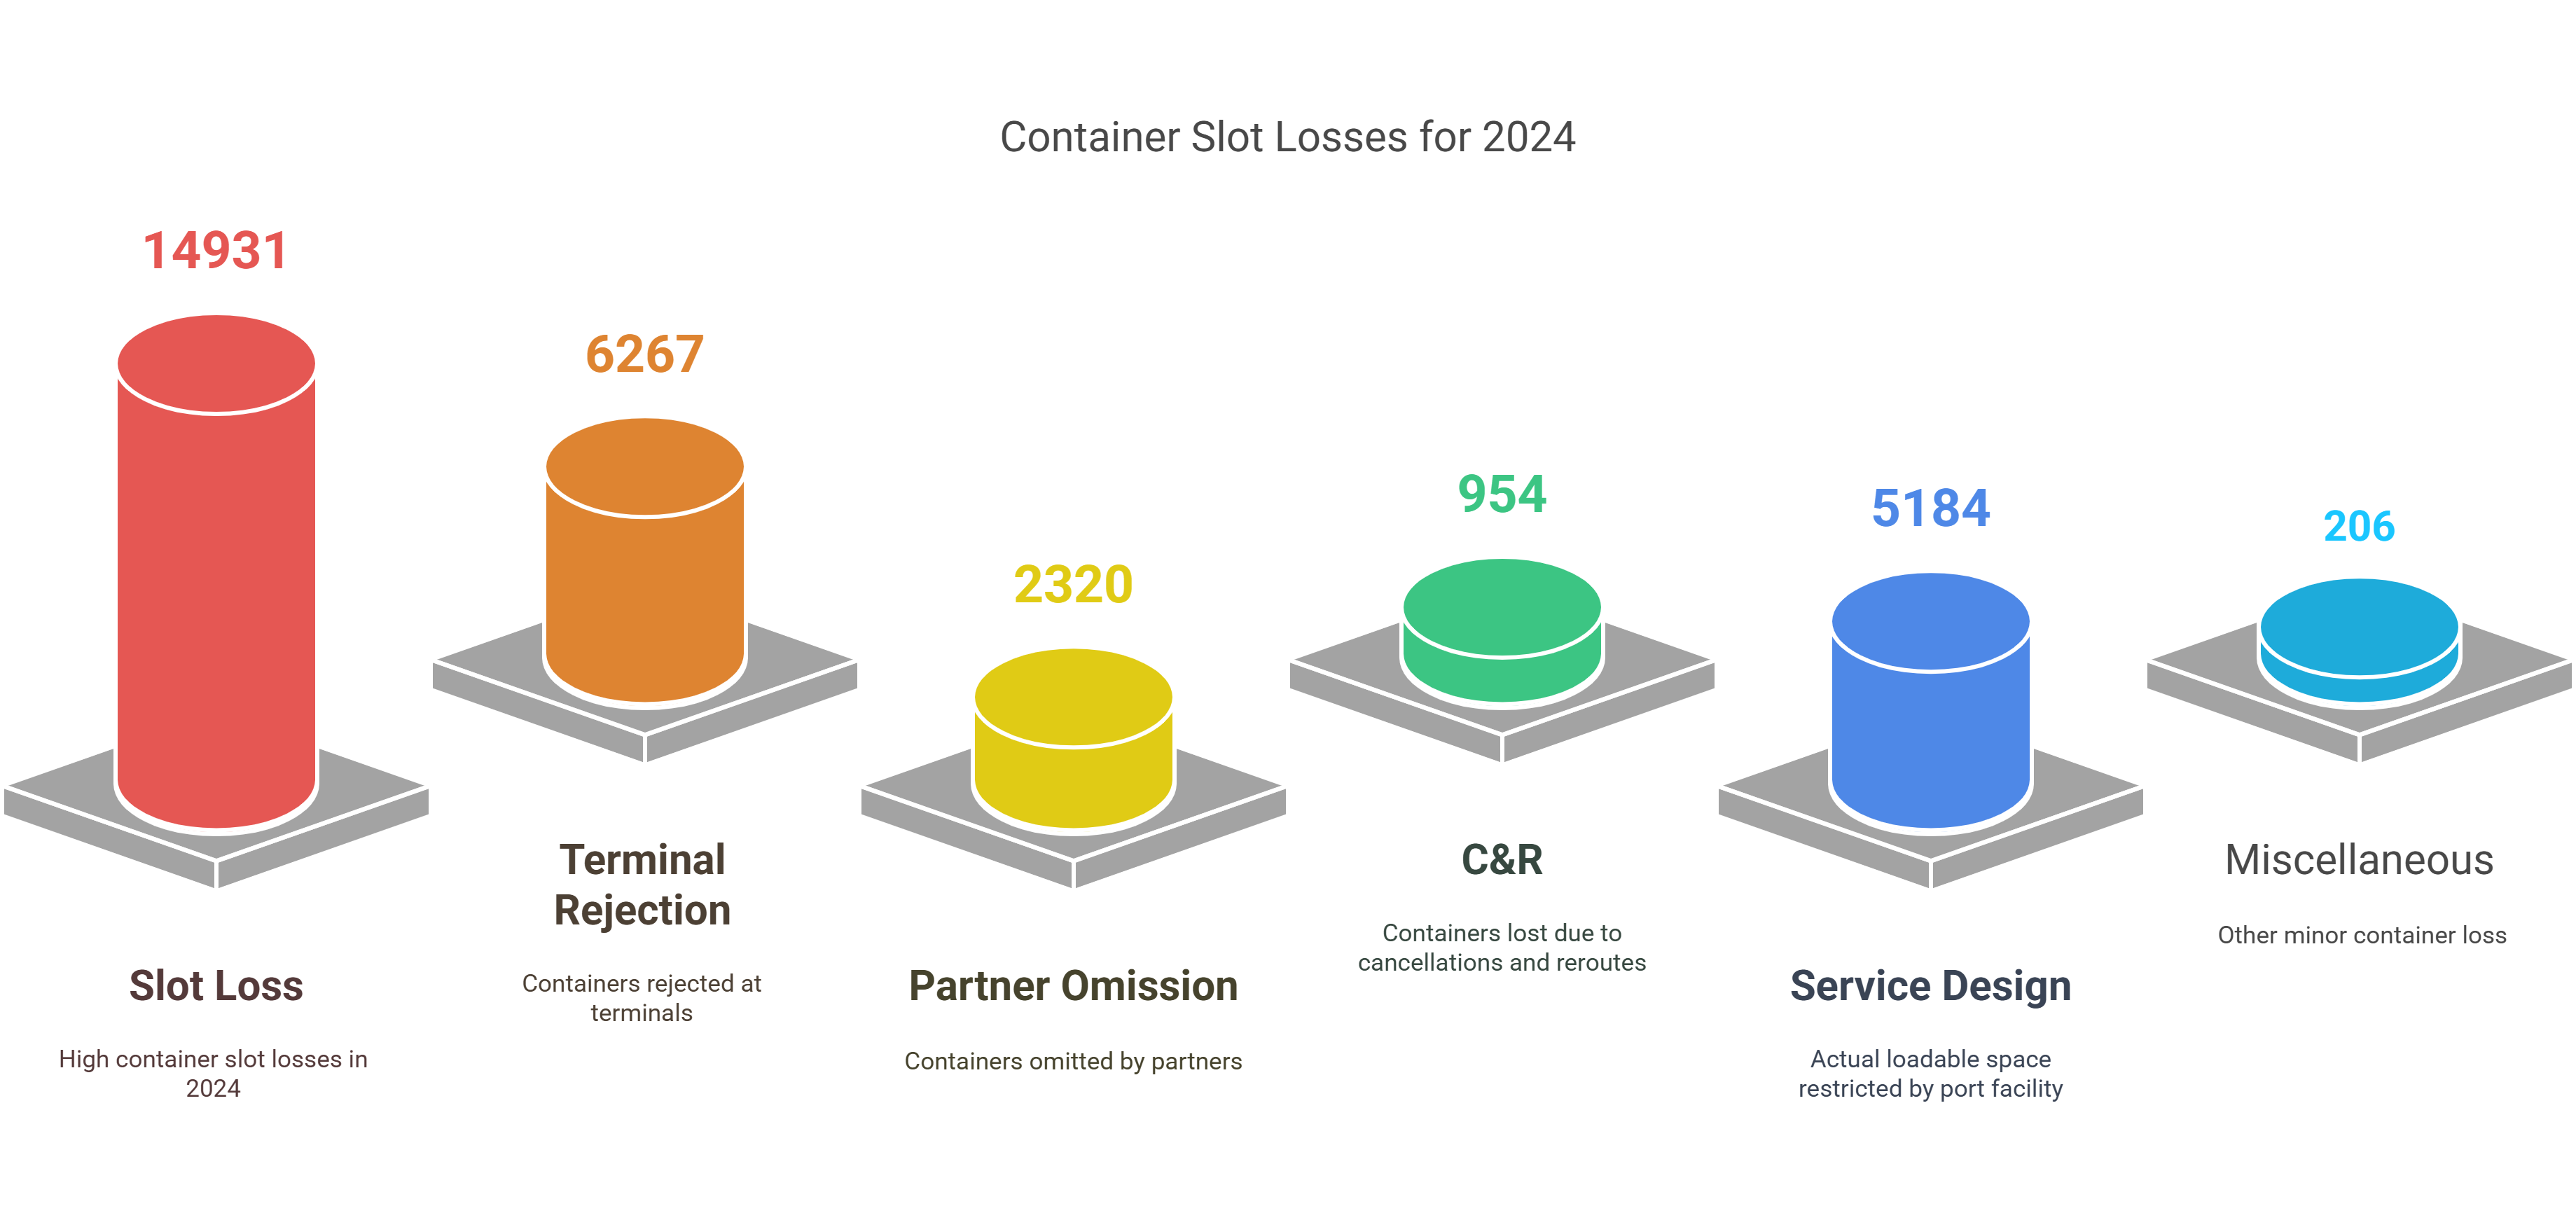 Container Slot Losses for 2024
14931
Slot Loss
High container slot losses in
2024
6267
Terminal
Rejection
Containers rejected at
terminals
2320
Partner Omission
Containers omitted by partners
954
C&R
Containers lost due to
cancellations and reroutes
5184
Service Design
Actual loadable space
restricted by port facility
206
Miscellaneous
Other minor container loss